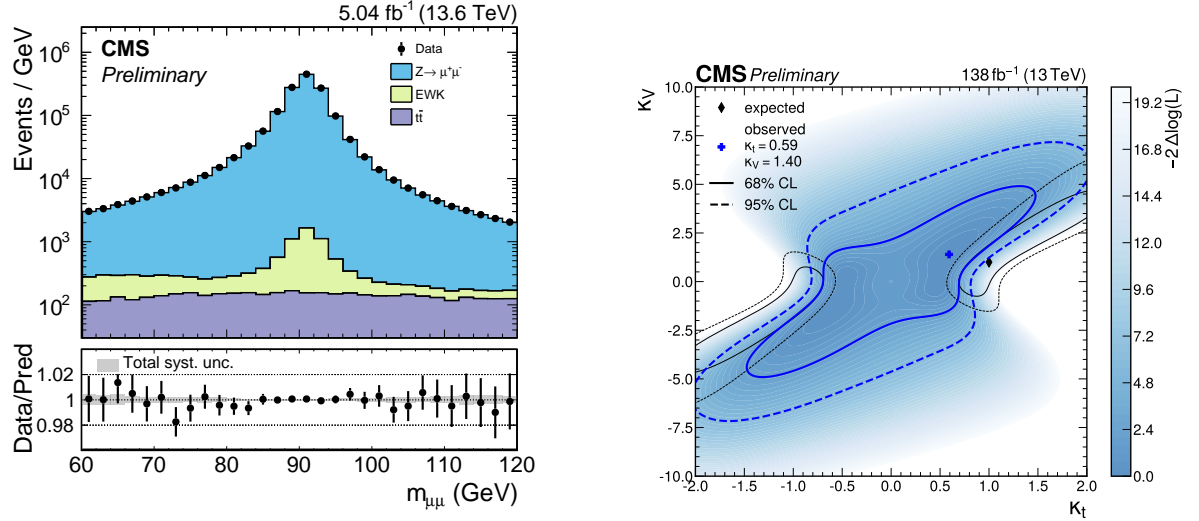 5.04 fb⁻¹ (13.6 TeV)
CMS
Preliminary
Data
Z→ μ⁺μ⁻
EWK
tt̄
Events / GeV
10⁶
10⁵
10⁴
10³
10²
Total syst. unc.
Data/Pred
1.02
1
0.98
60 70 80 90 100 110 120
m_μμ (GeV)
CMS Preliminary 138 fb⁻¹ (13 TeV)
κ_V
10.0
7.5
5.0
2.5
0.0
-2.5
-5.0
-7.5
-10.0
expected
observed
κ_t = 0.59
κ_V = 1.40
68% CL
95% CL
-2.0 -1.5 -1.0 -0.5 0.0 0.5 1.0 1.5 2.0
κ_t
19.2
16.8
14.4
12.0
9.6
7.2
4.8
2.4
0.0
−2Δlog(L)